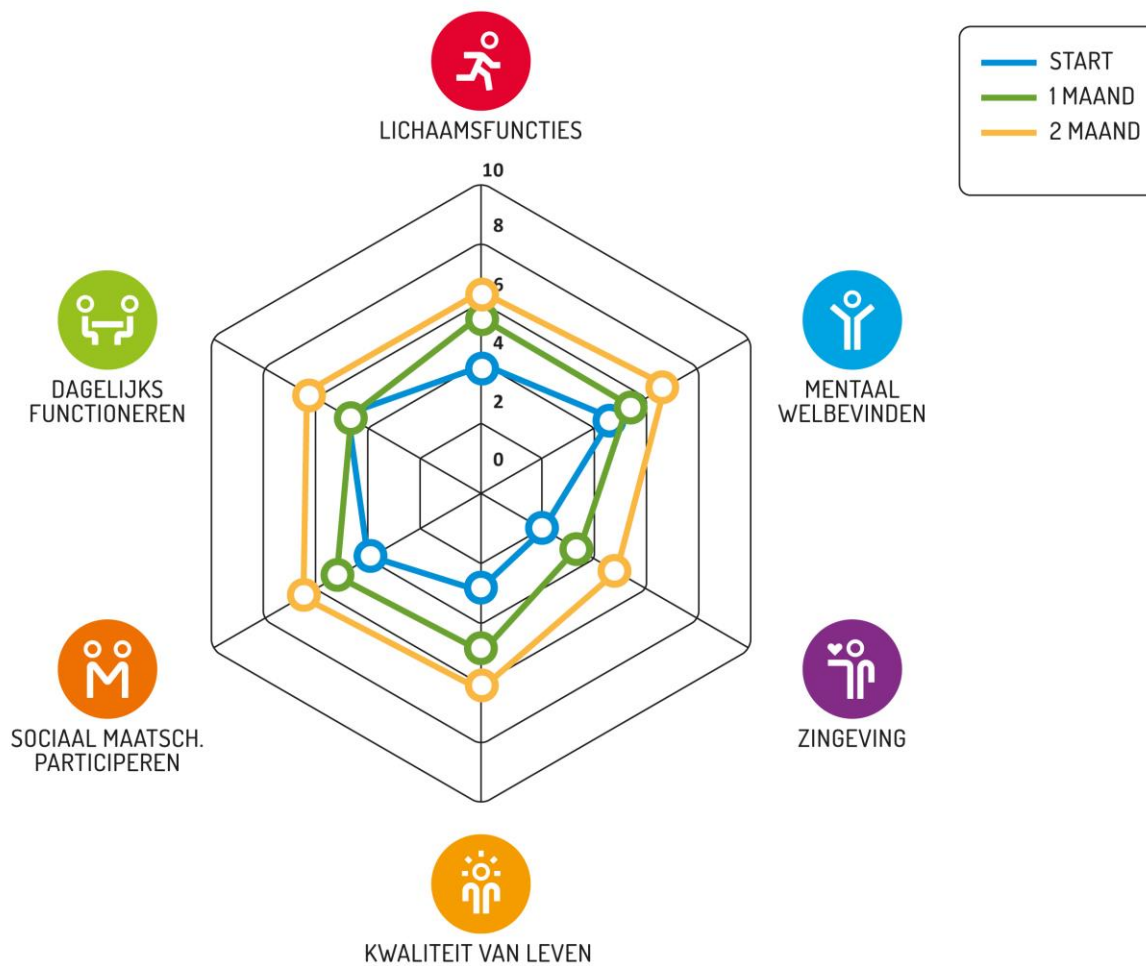 START
1 MAAND
2 MAAND
LICHAAMSFUNCTIES
10
8
6
4
2
0
DAGELIJKS
FUNCTIONEREN
MENTAAL
WELBEVINDEN
SOCIAAL MAATSCH.
PARTICIPEREN
ZINGEVING
KWALITEIT VAN LEVEN